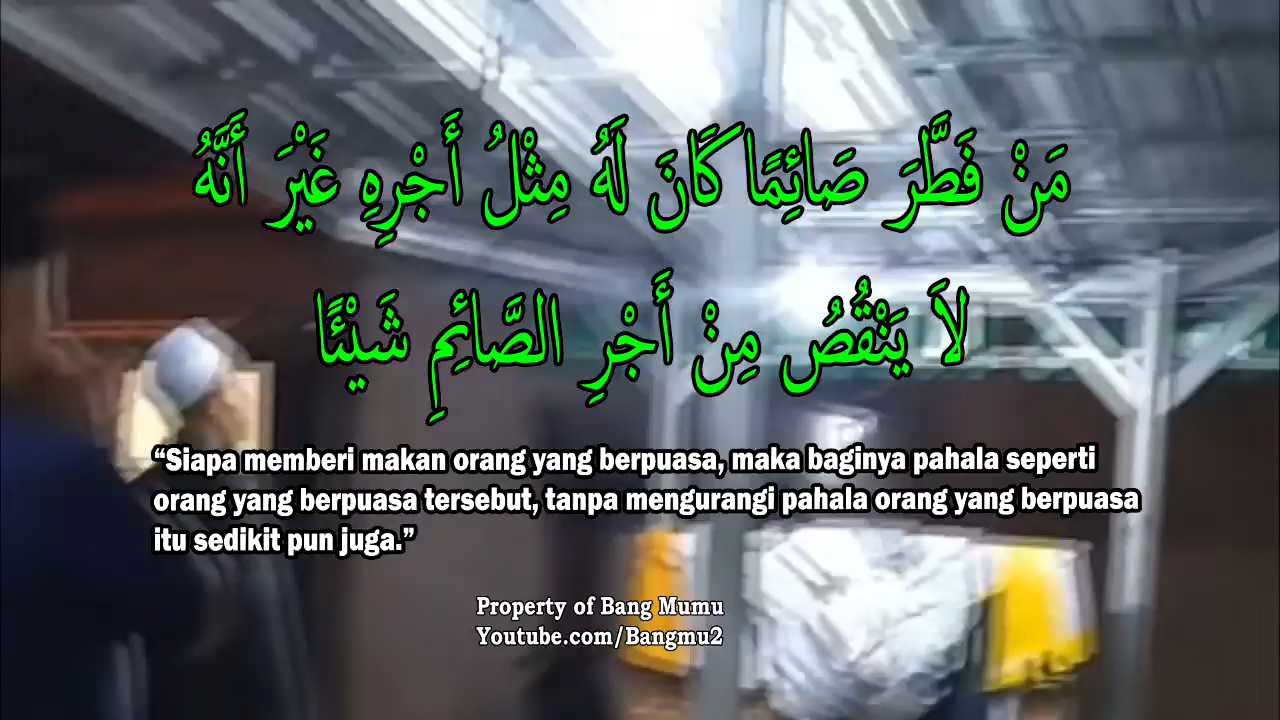 مَنْ فَطَّرَ صَائِمًا كَانَ لَهُ مِثْلُ أَجْرِهِ غَيْرَ أَنَّهُ
لاَ يَنْقُصُ مِنْ أَجْرِ الصَّائِمِ شَيْئًا
“Siapa memberi makan orang yang berpuasa, maka baginya pahala seperti
orang yang berpuasa tersebut, tanpa mengurangi pahala orang yang berpuasa
itu sedikit pun juga.”
Property of Bang Mumu
Youtube.com/Bangmu2